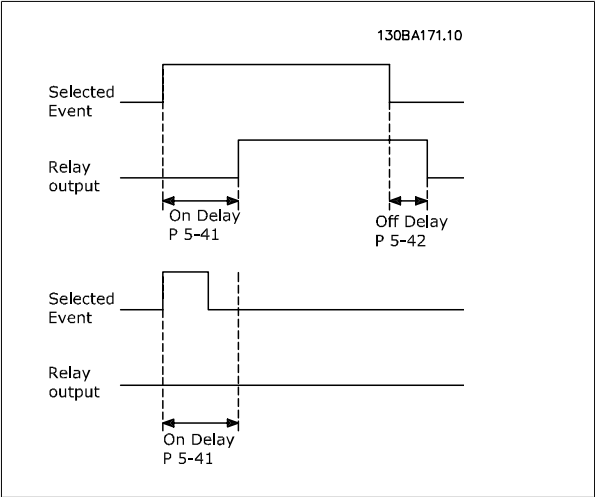 130BA171.10
Selected
Event
Relay
output
On Delay
P 5-41
Off Delay
P 5-42
Selected
Event
Relay
output
On Delay
P 5-41